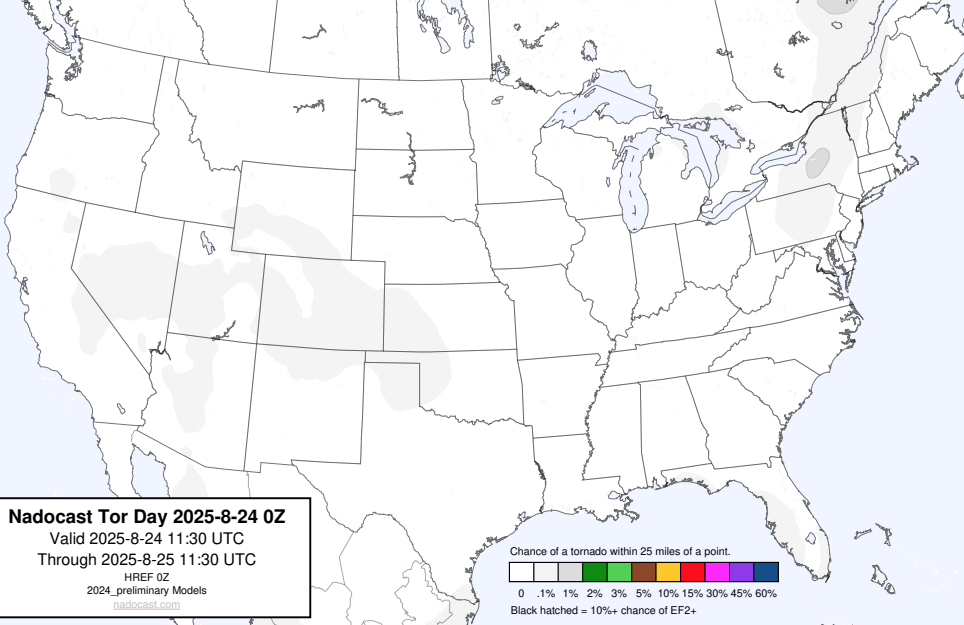 Nadocast Tor Day 2025-8-24 0Z
Valid 2025-8-24 11:30 UTC
Through 2025-8-25 11:30 UTC
HREF 0Z
2024_preliminary Models
nadocast.com
Chance of a tornado within 25 miles of a point.
0 .1% 1% 2% 3% 5% 10% 15% 30% 45% 60%
Black hatched = 10%+ chance of EF2+